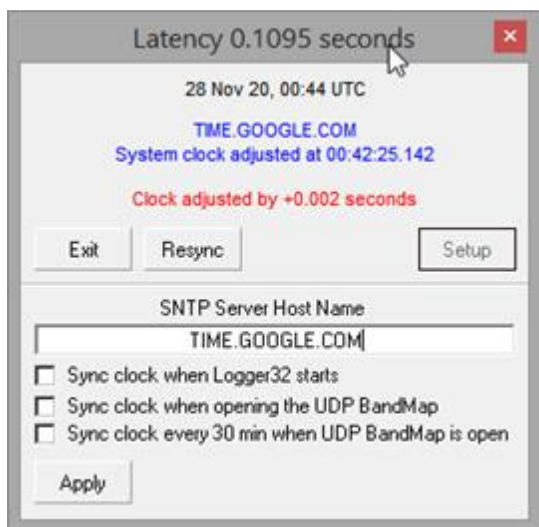 Latency 0.1095 seconds
28 Nov 20, 00:44 UTC
TIME.GOOGLE.COM
System clock adjusted at 00:42:25.142
Clock adjusted by +0.002 seconds
Exit Resync Setup
SNTP Server Host Name
TIME.GOOGLE.COM
Sync clock when Logger32 starts
Sync clock when opening the UDP BandMap
Sync clock every 30 min when UDP BandMap is open
Apply